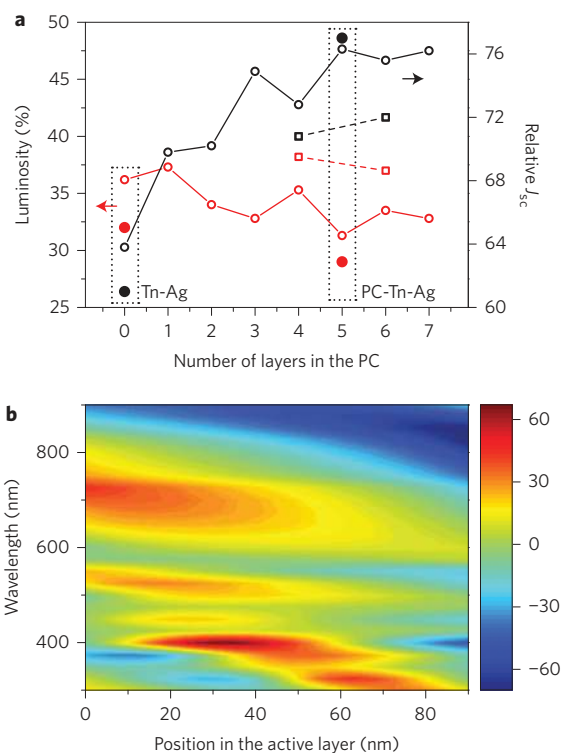 a
50
45
40
35
30
25
Luminosity (%)
76
72
68
64
60
Relative Jsc
Tn-Ag
PC-Tn-Ag
0 1 2 3 4 5 6 7
Number of layers in the PC
b
800
600
400
Wavelength (nm)
60
30
0
−30
−60
0 20 40 60 80
Position in the active layer (nm)